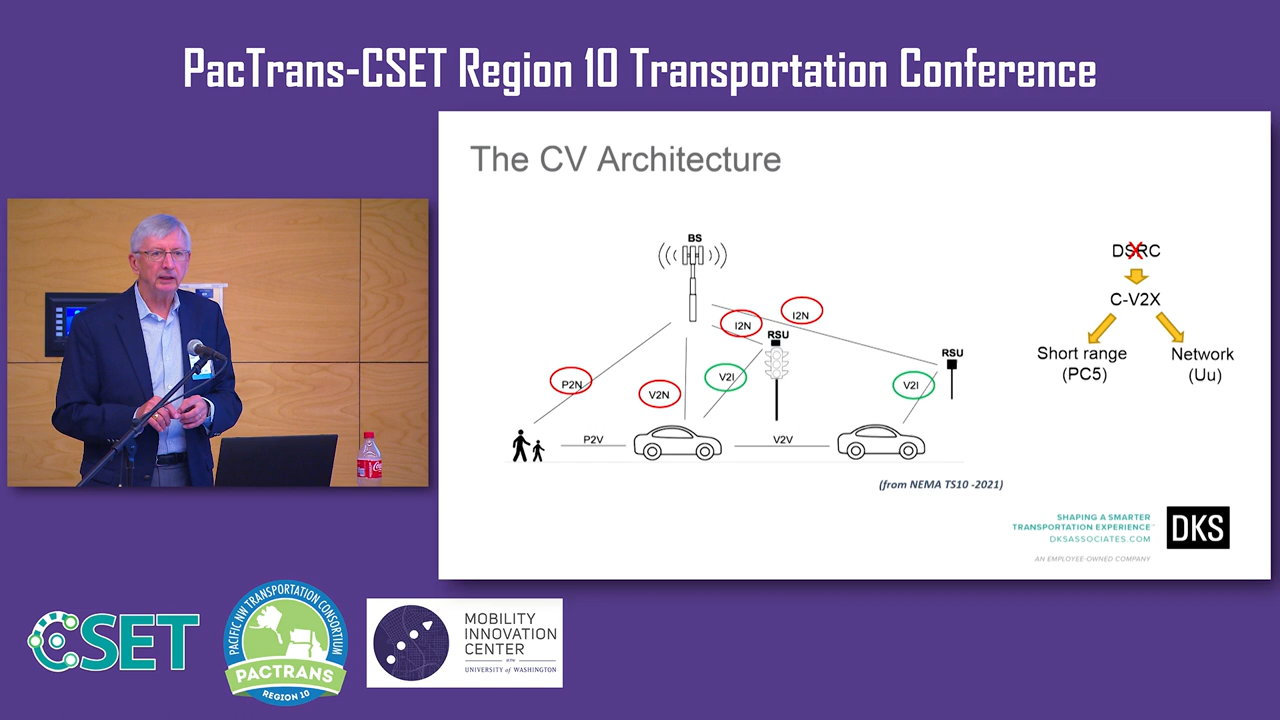 PacTrans-CSET Region 10 Transportation Conference
The CV Architecture
BS
I2N
I2N
RSU
RSU
P2N
V2N
V2I
V2I
P2V
V2V
(from NEMA TS10 -2021)
DSRC
C-V2X
Short range
(PC5)
Network
(Uu)
SHAPING A SMARTER
TRANSPORTATION EXPERIENCE™
DKSASSOCIATES.COM
AN EMPLOYEE-OWNED COMPANY
DKS
CSET
PACIFIC NW TRANSPORTATION CONSORTIUM
PACTRANS
REGION 10
MOBILITY
INNOVATION
CENTER
UNIVERSITY of WASHINGTON